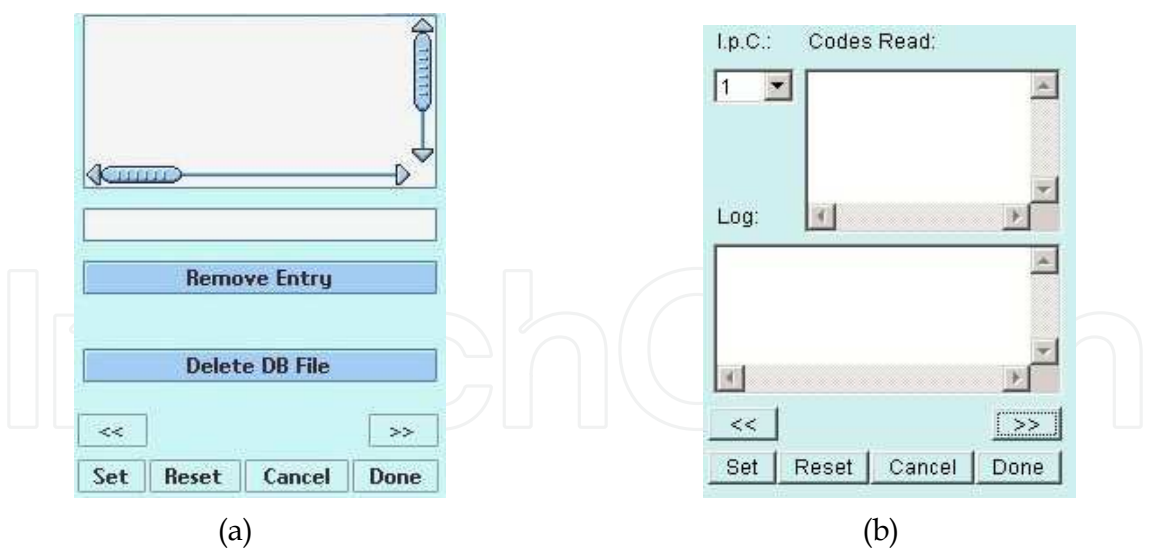 Remove Entry
Delete DB File
<< >>
Set Reset Cancel Done
(a)
I.p.C.: Codes Read:
1
Log:
<< >>
Set Reset Cancel Done
(b)